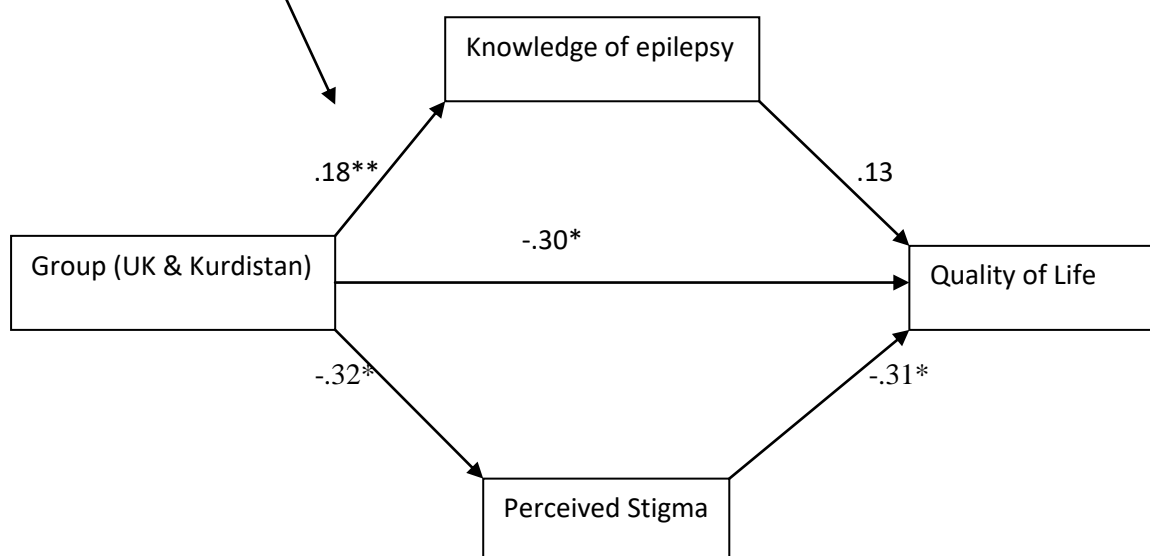 Knowledge of epilepsy
.18**
.13
-.30*
Group (UK & Kurdistan)
Quality of Life
-.32*
-.31*
Perceived Stigma